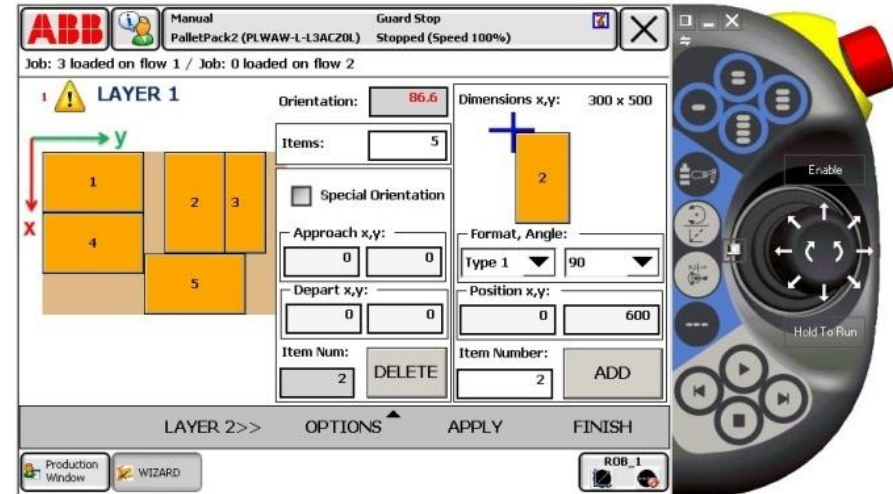 ABB
Manual
Guard Stop
PalletPack2 (PLWAW-L-L3ACZ0L)
Stopped (Speed 100%)
Job: 3 loaded on flow 1 / Job: 0 loaded on flow 2
1
LAYER 1
y
x
1
2
3
4
5
Orientation: 86.6
Items: 5
Special Orientation
Approach x,y:
0 0
Depart x,y:
0 0
Item Num:
2
DELETE
Dimensions x,y: 300 x 500
2
Format, Angle:
Type 1 90
Position x,y:
0 600
Item Number:
2
ADD
LAYER 2>> OPTIONS APPLY FINISH
Production
Window
WIZARD
ROB_1
Enable
Hold To Run